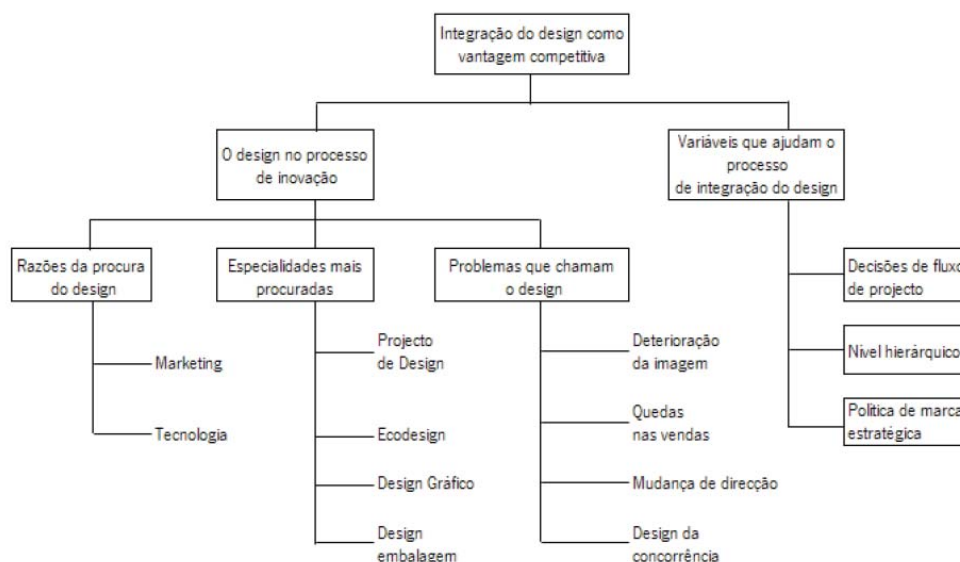 Integração do design como
vantagem competitiva
O design no processo
de inovação
Variáveis que ajudam o
processo
de integração do design
Razões da procura
do design
Especialidades mais
procuradas
Problemas que chamam
o design
Decisões de fluxo
de projecto
Nível hierárquico
Política de marca
estratégica
Marketing
Tecnologia
Projecto
de Design
Ecodesign
Design Gráfico
Design
embalagem
Deterioração
da imagem
Quedas
nas vendas
Mudança de direcção
Design da
concorrência